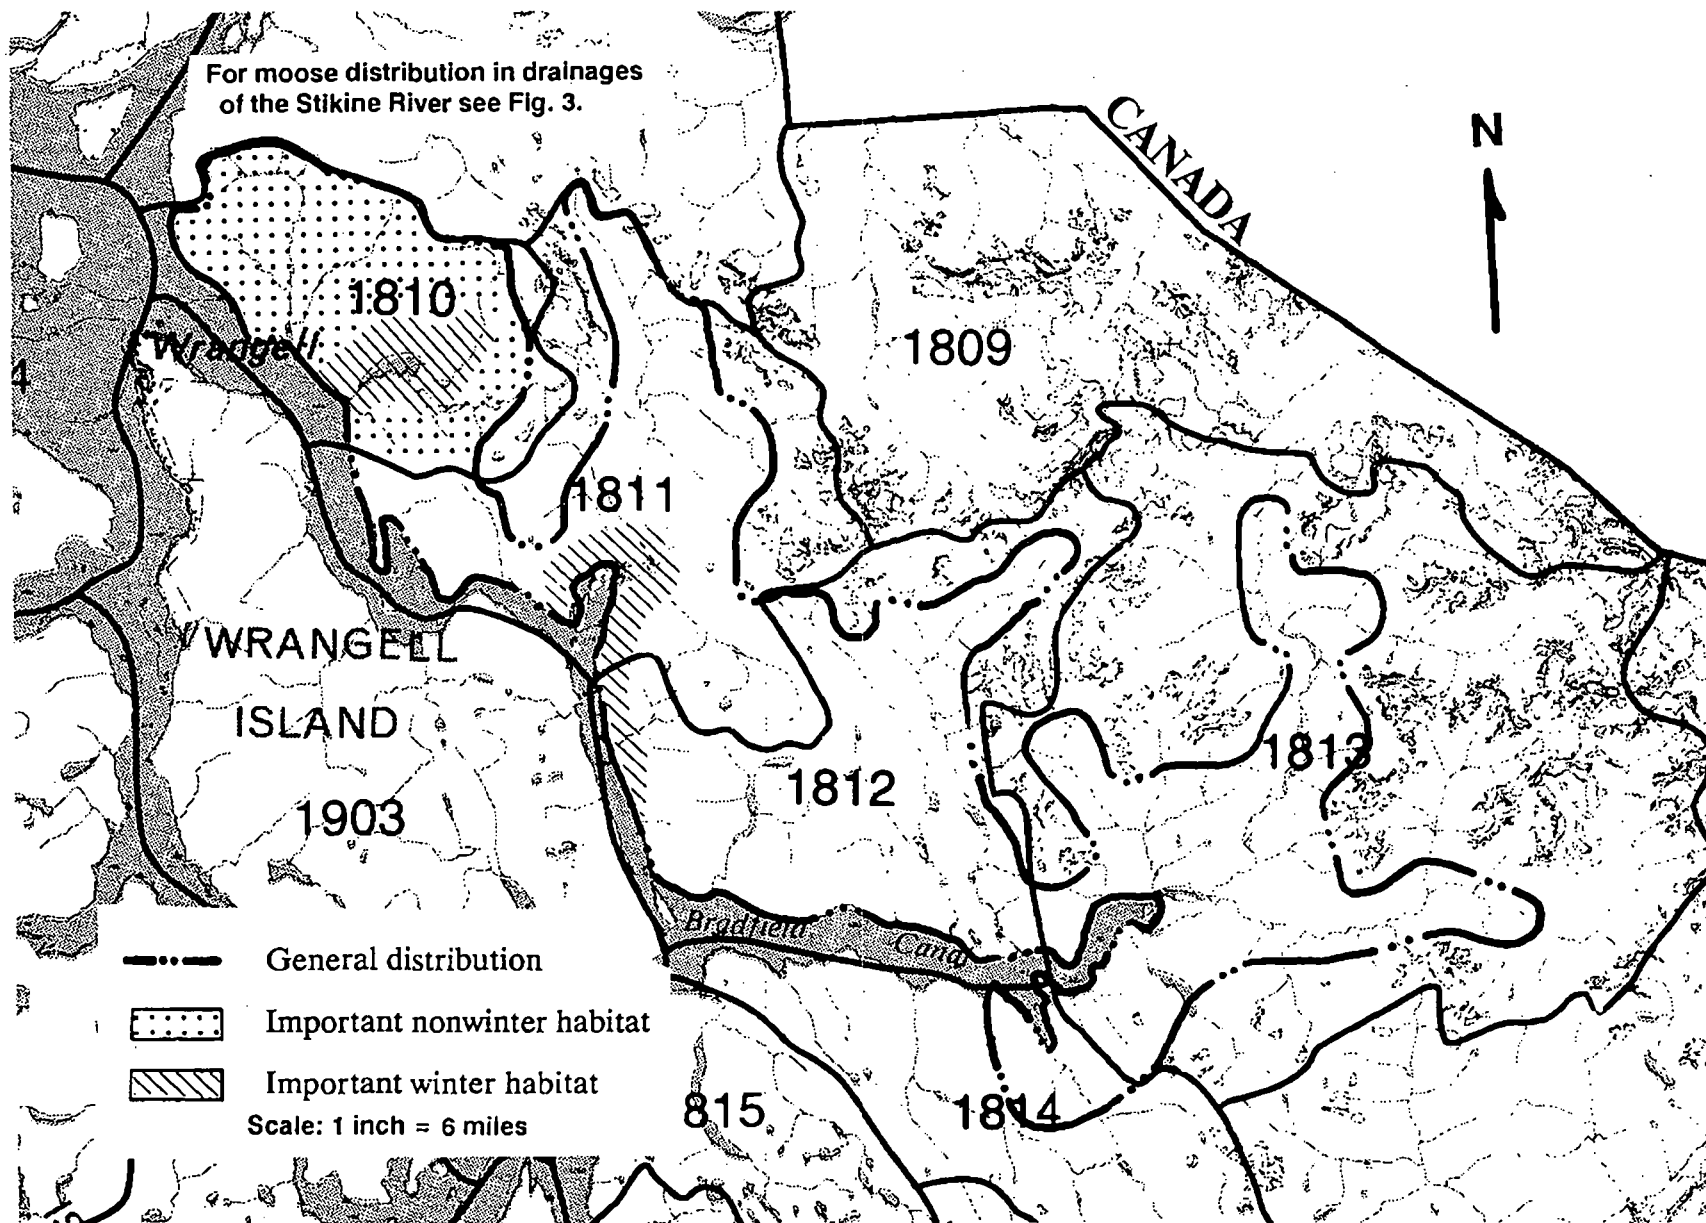 For moose distribution in drainages
of the Stikine River see Fig. 3.
CANADA
N
1810
Wrangell
1809
4
1811
WRANGELL
ISLAND
1813
1812
1903
Bradfield
Canal
General distribution
Important nonwinter habitat
Important winter habitat
815
1814
Scale: 1 inch = 6 miles